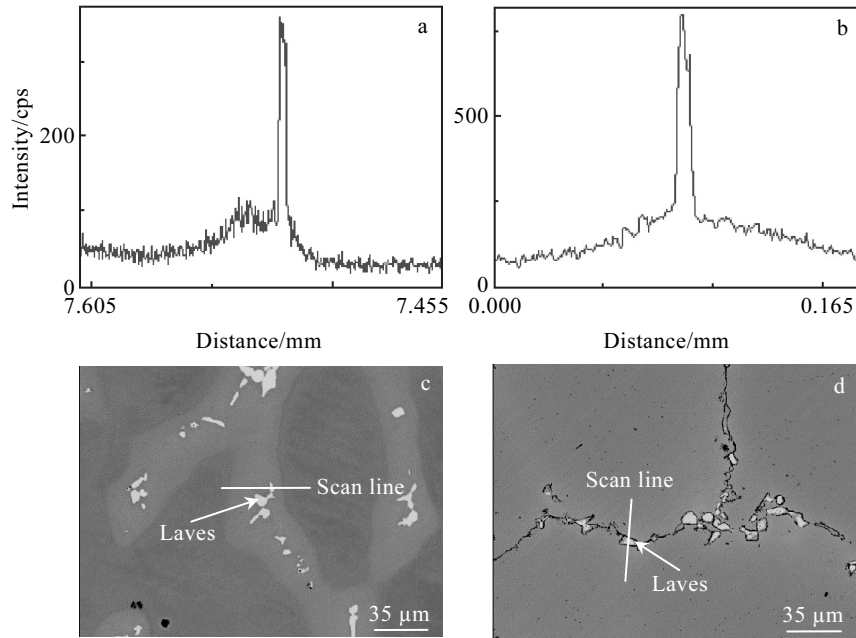 a
b
Intensity/cps
200
0
7.605
7.455
Distance/mm
750
0
0.000
0.165
Distance/mm
c
Scan line
Laves
35 μm
d
Scan line
Laves
35 μm